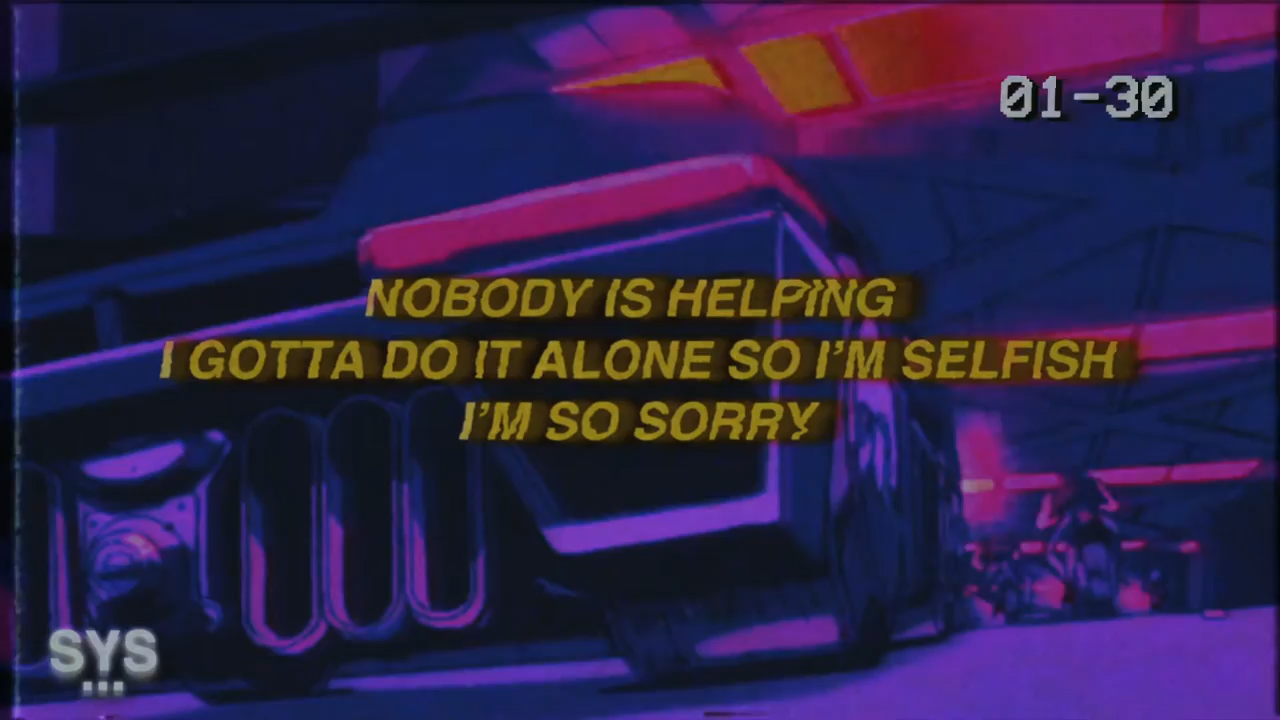 01-30
NOBODY IS HELPING
I GOTTA DO IT ALONE SO I'M SELFISH
I'M SO SORRY
SYS